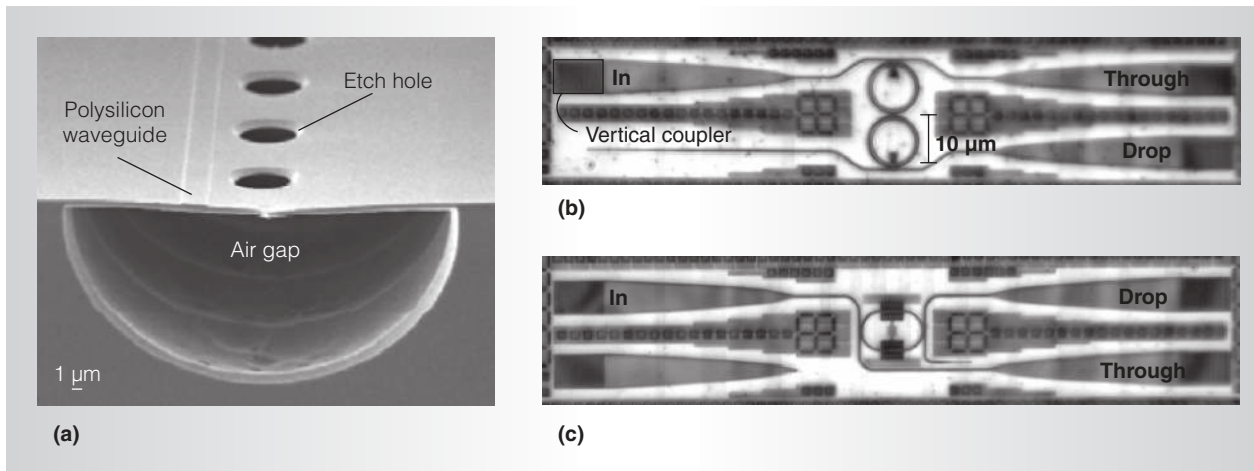 Etch hole
Polysilicon
waveguide
Air gap
1 µm
(a)
In
Through
Vertical coupler
10 µm
Drop
(b)
In
Drop
Through
(c)